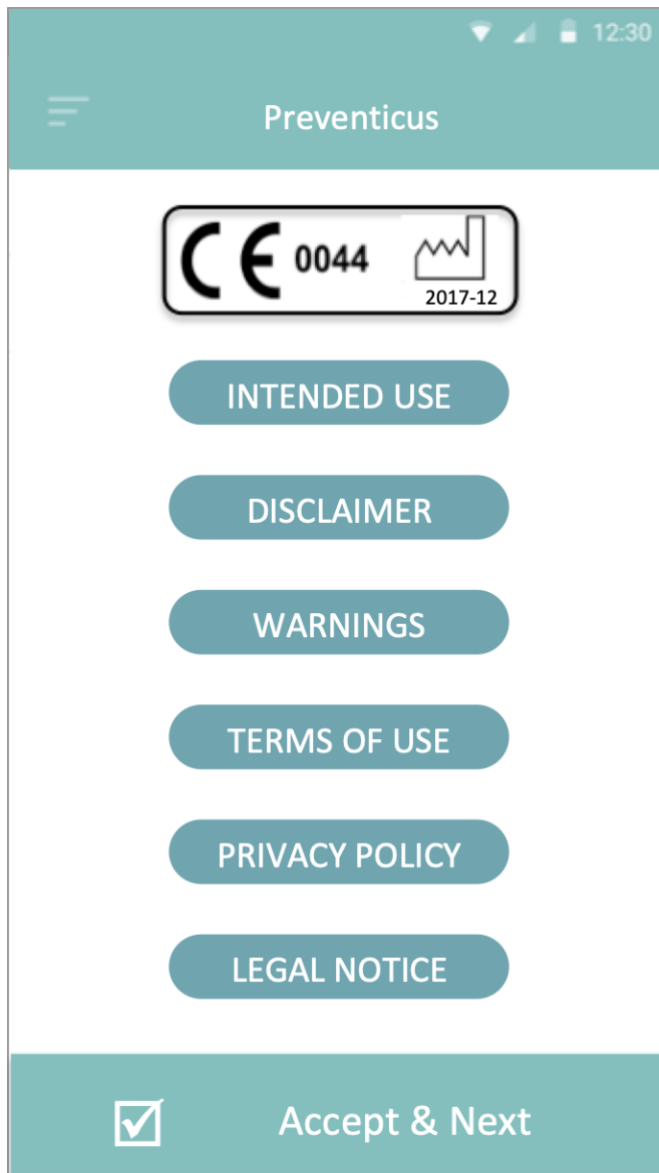 12:30
Preventicus
CE 0044
2017-12
INTENDED USE
DISCLAIMER
WARNINGS
TERMS OF USE
PRIVACY POLICY
LEGAL NOTICE
Accept & Next